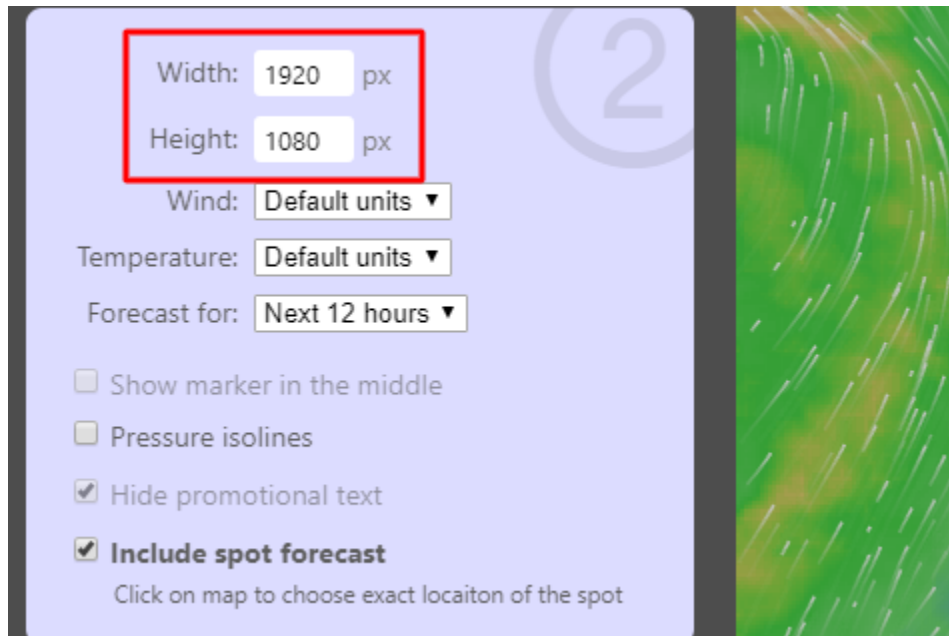 2
Width: 1920 px
Height: 1080 px
Wind: Default units ▼
Temperature: Default units ▼
Forecast for: Next 12 hours ▼
Show marker in the middle
Pressure isolines
Hide promotional text
Include spot forecast
Click on map to choose exact locaiton of the spot